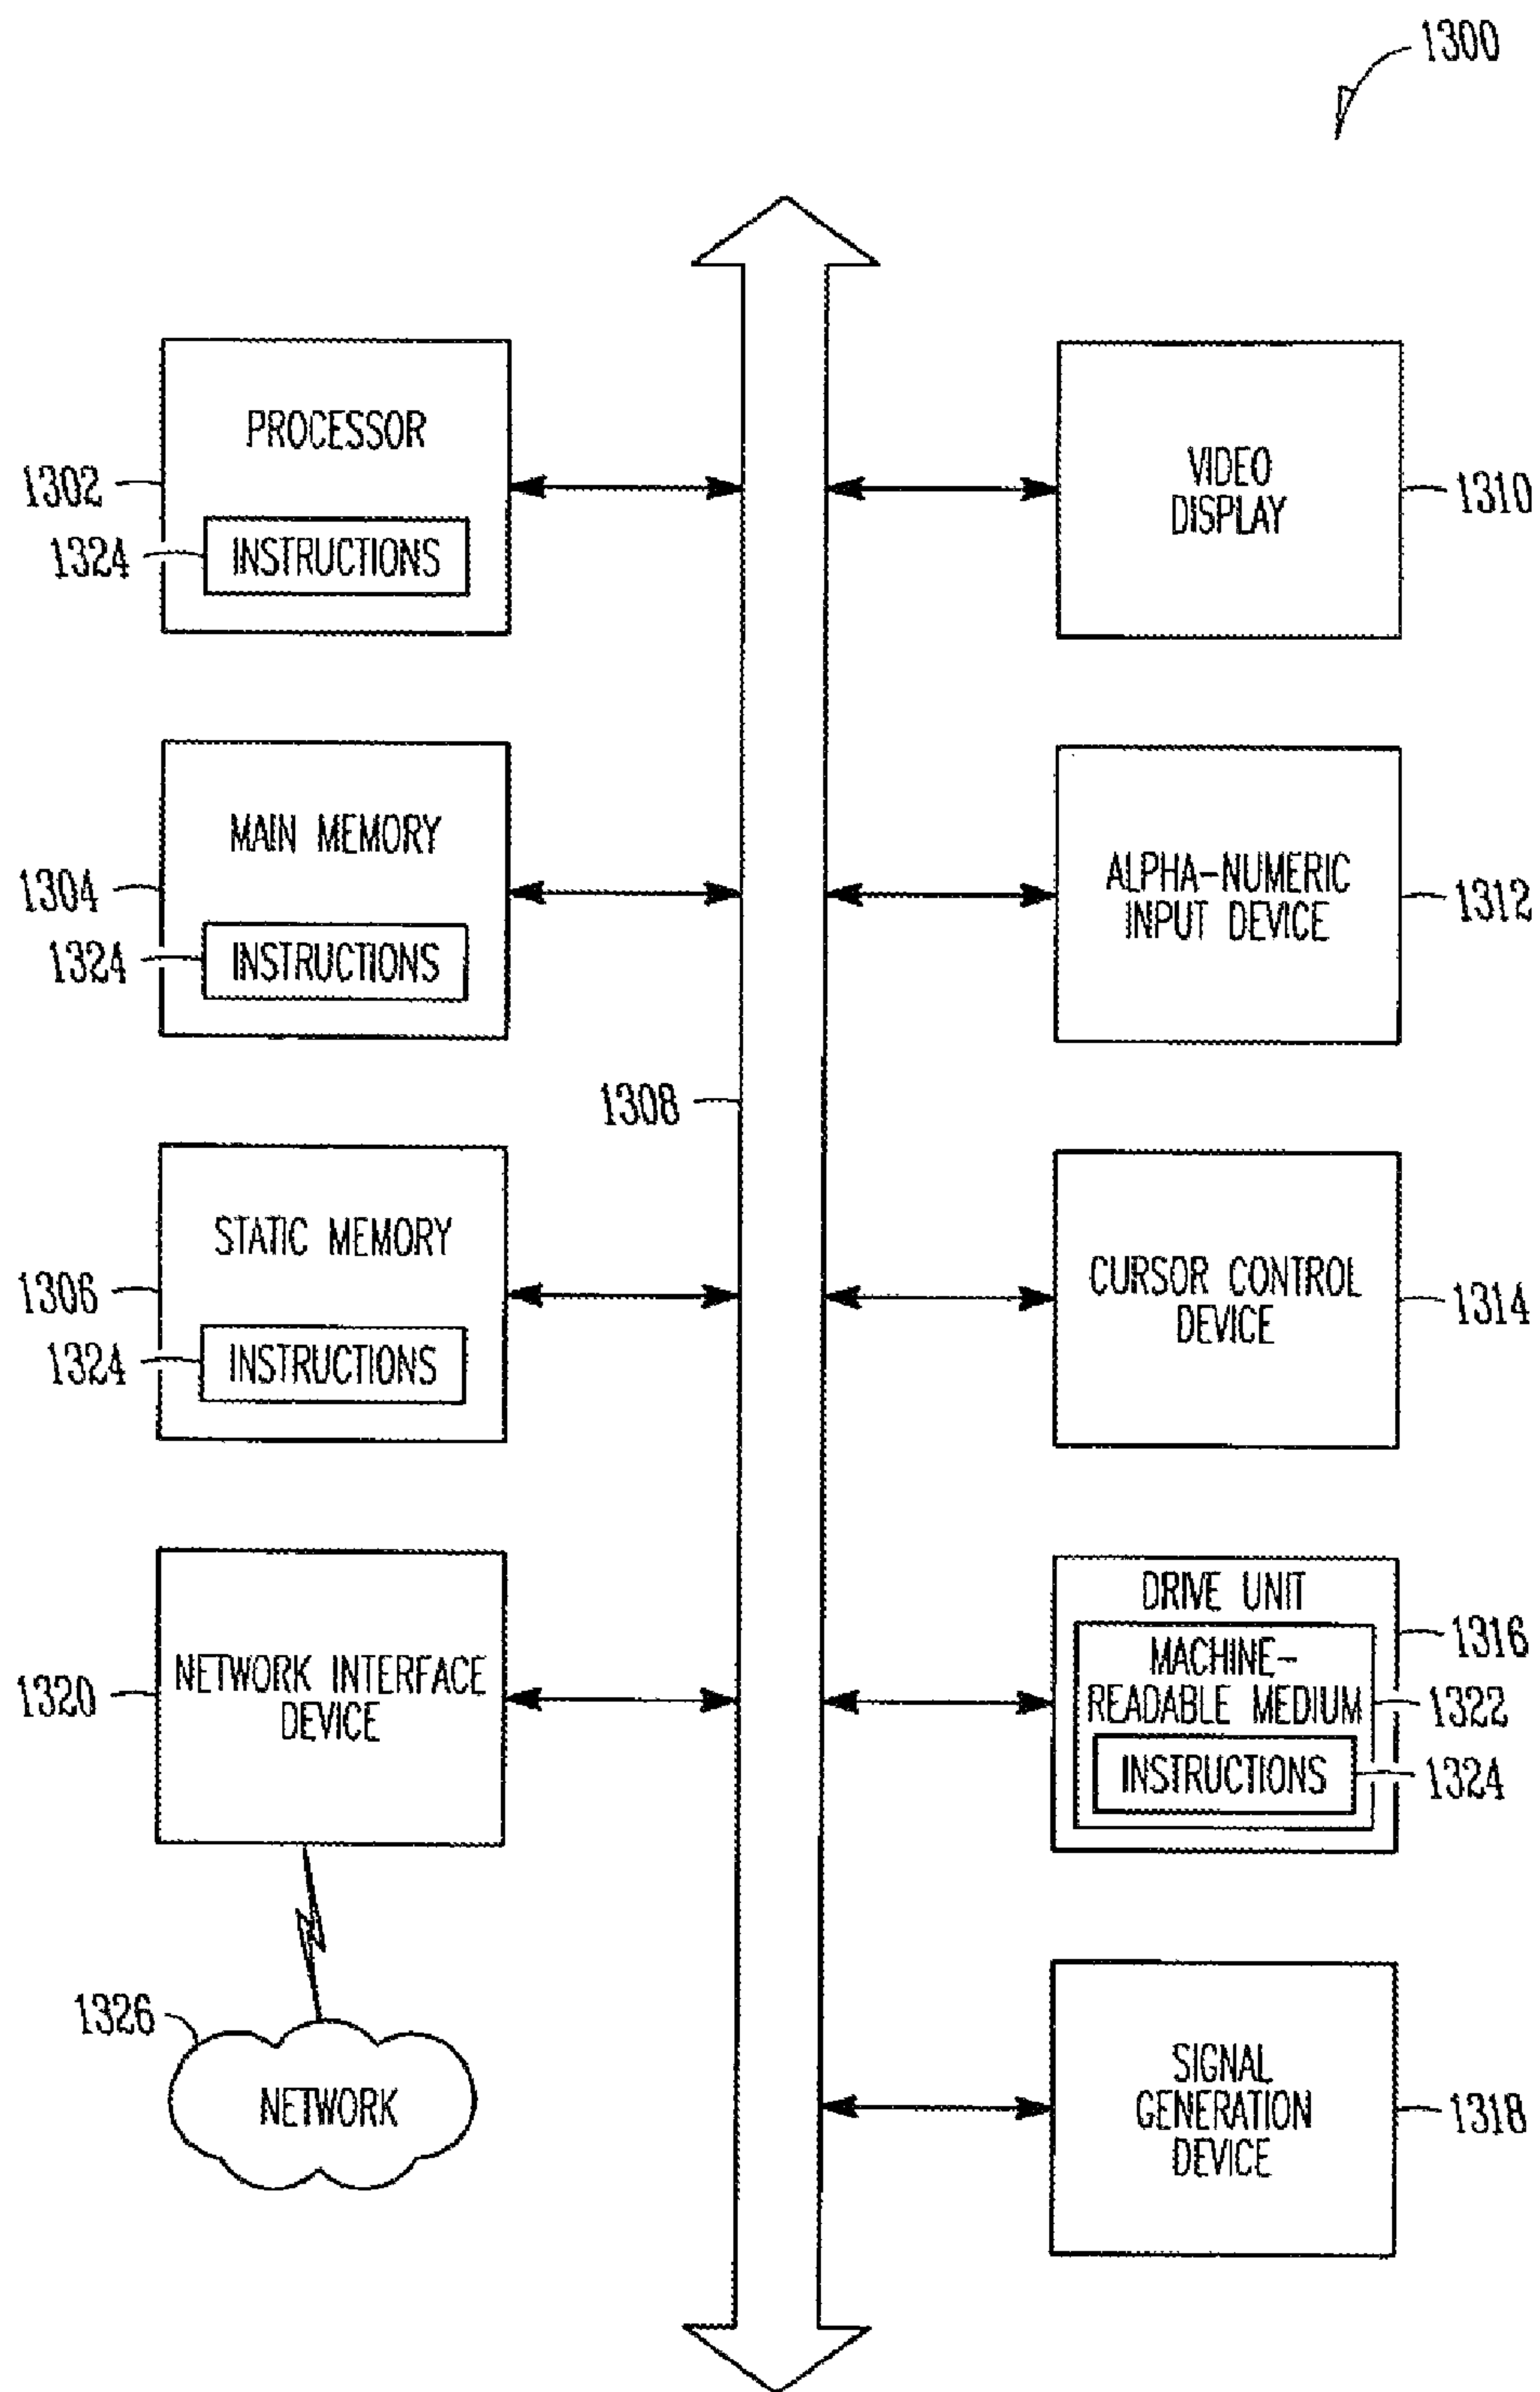 1300
PROCESSOR
1302
1324
INSTRUCTIONS
VIDEO
DISPLAY
1310
MAIN MEMORY
1304
1324
INSTRUCTIONS
ALPHA-NUMERIC
INPUT DEVICE
1312
1308
STATIC MEMORY
1306
1324
INSTRUCTIONS
CURSOR CONTROL
DEVICE
1314
NETWORK INTERFACE
DEVICE
1320
DRIVE UNIT
1316
MACHINE-
READABLE MEDIUM
1322
INSTRUCTIONS
1324
1326
NETWORK
SIGNAL
GENERATION
DEVICE
1318